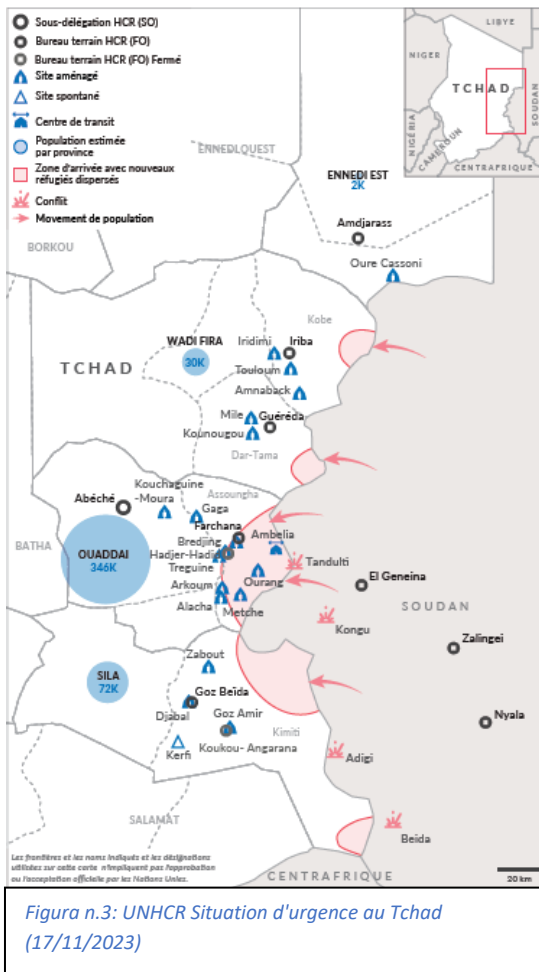 Sous-délégation HCR (SO)
Bureau terrain HCR (FO)
Bureau terrain HCR (FO) Fermé
Site aménagé
Site spontané
Centre de transit
Population estimée
par province
Zone d'arrivée avec nouveaux
réfugiés dispersés
Conflit
Movement de population
LIBYE
NIGER
TCHAD
SOUDAN
NIGÉRIA
CAMEROUN
CENTRAFRIQUE
ENNEDI OUEST
ENNEDI EST
2K
Amdjarass
BORKOU
Oure Cassoni
Kobe
WADI FIRA
30K
Iridimi
Iriba
TCHAD
Touloum
Amnaback
Mile
Guéréda
Kounougou
Dar-Tama
Kouchaguine
-Moura
Assoungha
Abéché
Gaga
Farchana
BATHA
OUADDAI
346K
Bredjing
Ambelia
Hadjer-Hadid
Treguine
Tandulti
Arkoum
Ourang
El Geneina
Alacha
Metche
SOUDAN
Kongu
Zalingei
Zabout
SILA
72K
Goz Beïda
Djabal
Goz Amir
Kimiti
Nyala
Kerfi
Koukou- Angarana
Adigi
SALAMAT
Beida
Les frontières et les noms indiqués et les désignations
utilisées sur cette carte n'impliquent pas l'approbation
ou l'acceptation officielle par les Nations Unies.
CENTRAFRIQUE
20 km
Figura n.3: UNHCR Situation d'urgence au Tchad
(17/11/2023)